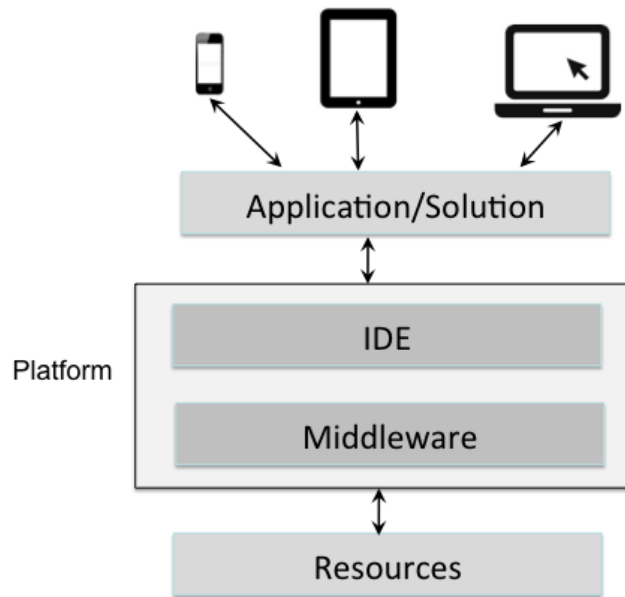 Application/Solution
IDE
Platform
Middleware
Resources